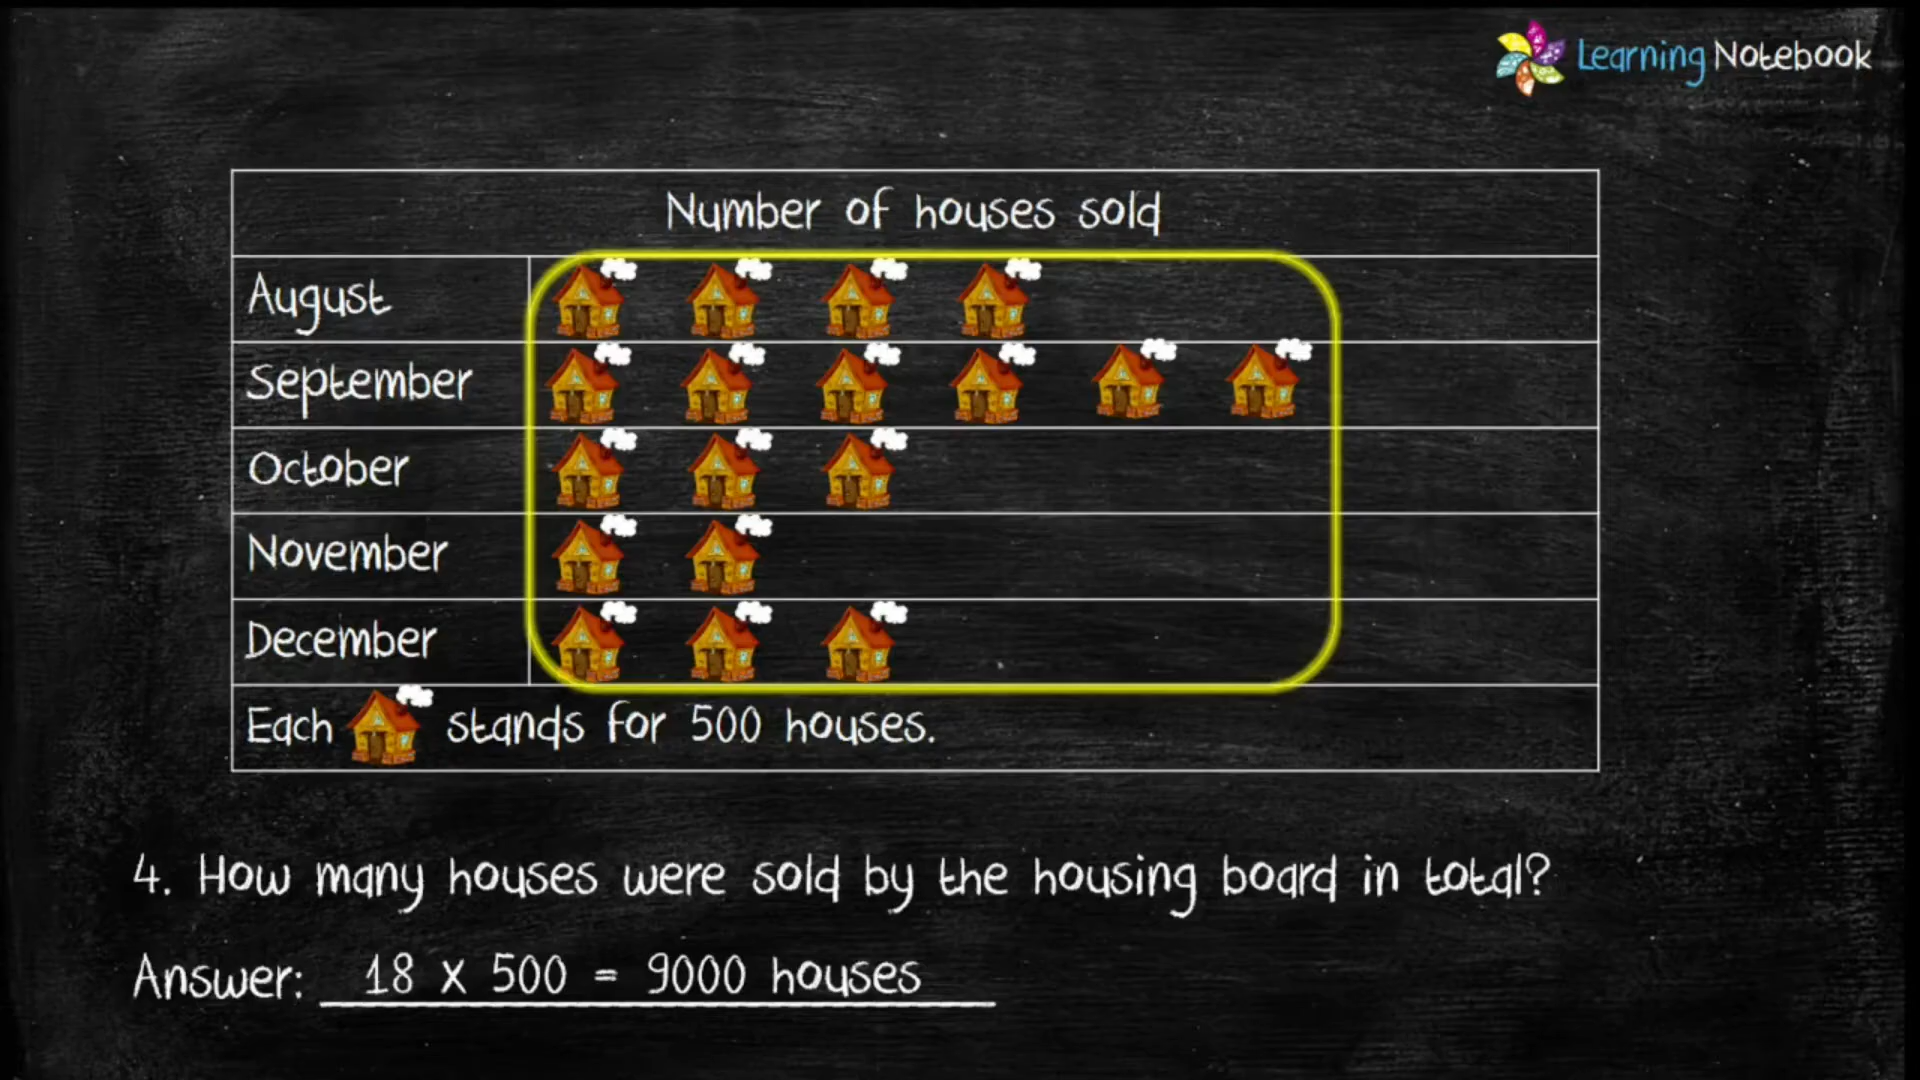 Learning Notebook
Number of houses sold
August
September
October
November
December
Each stands for 500 houses.
4. How many houses were sold by the housing board in total?
Answer: 18 x 500 = 9000 houses